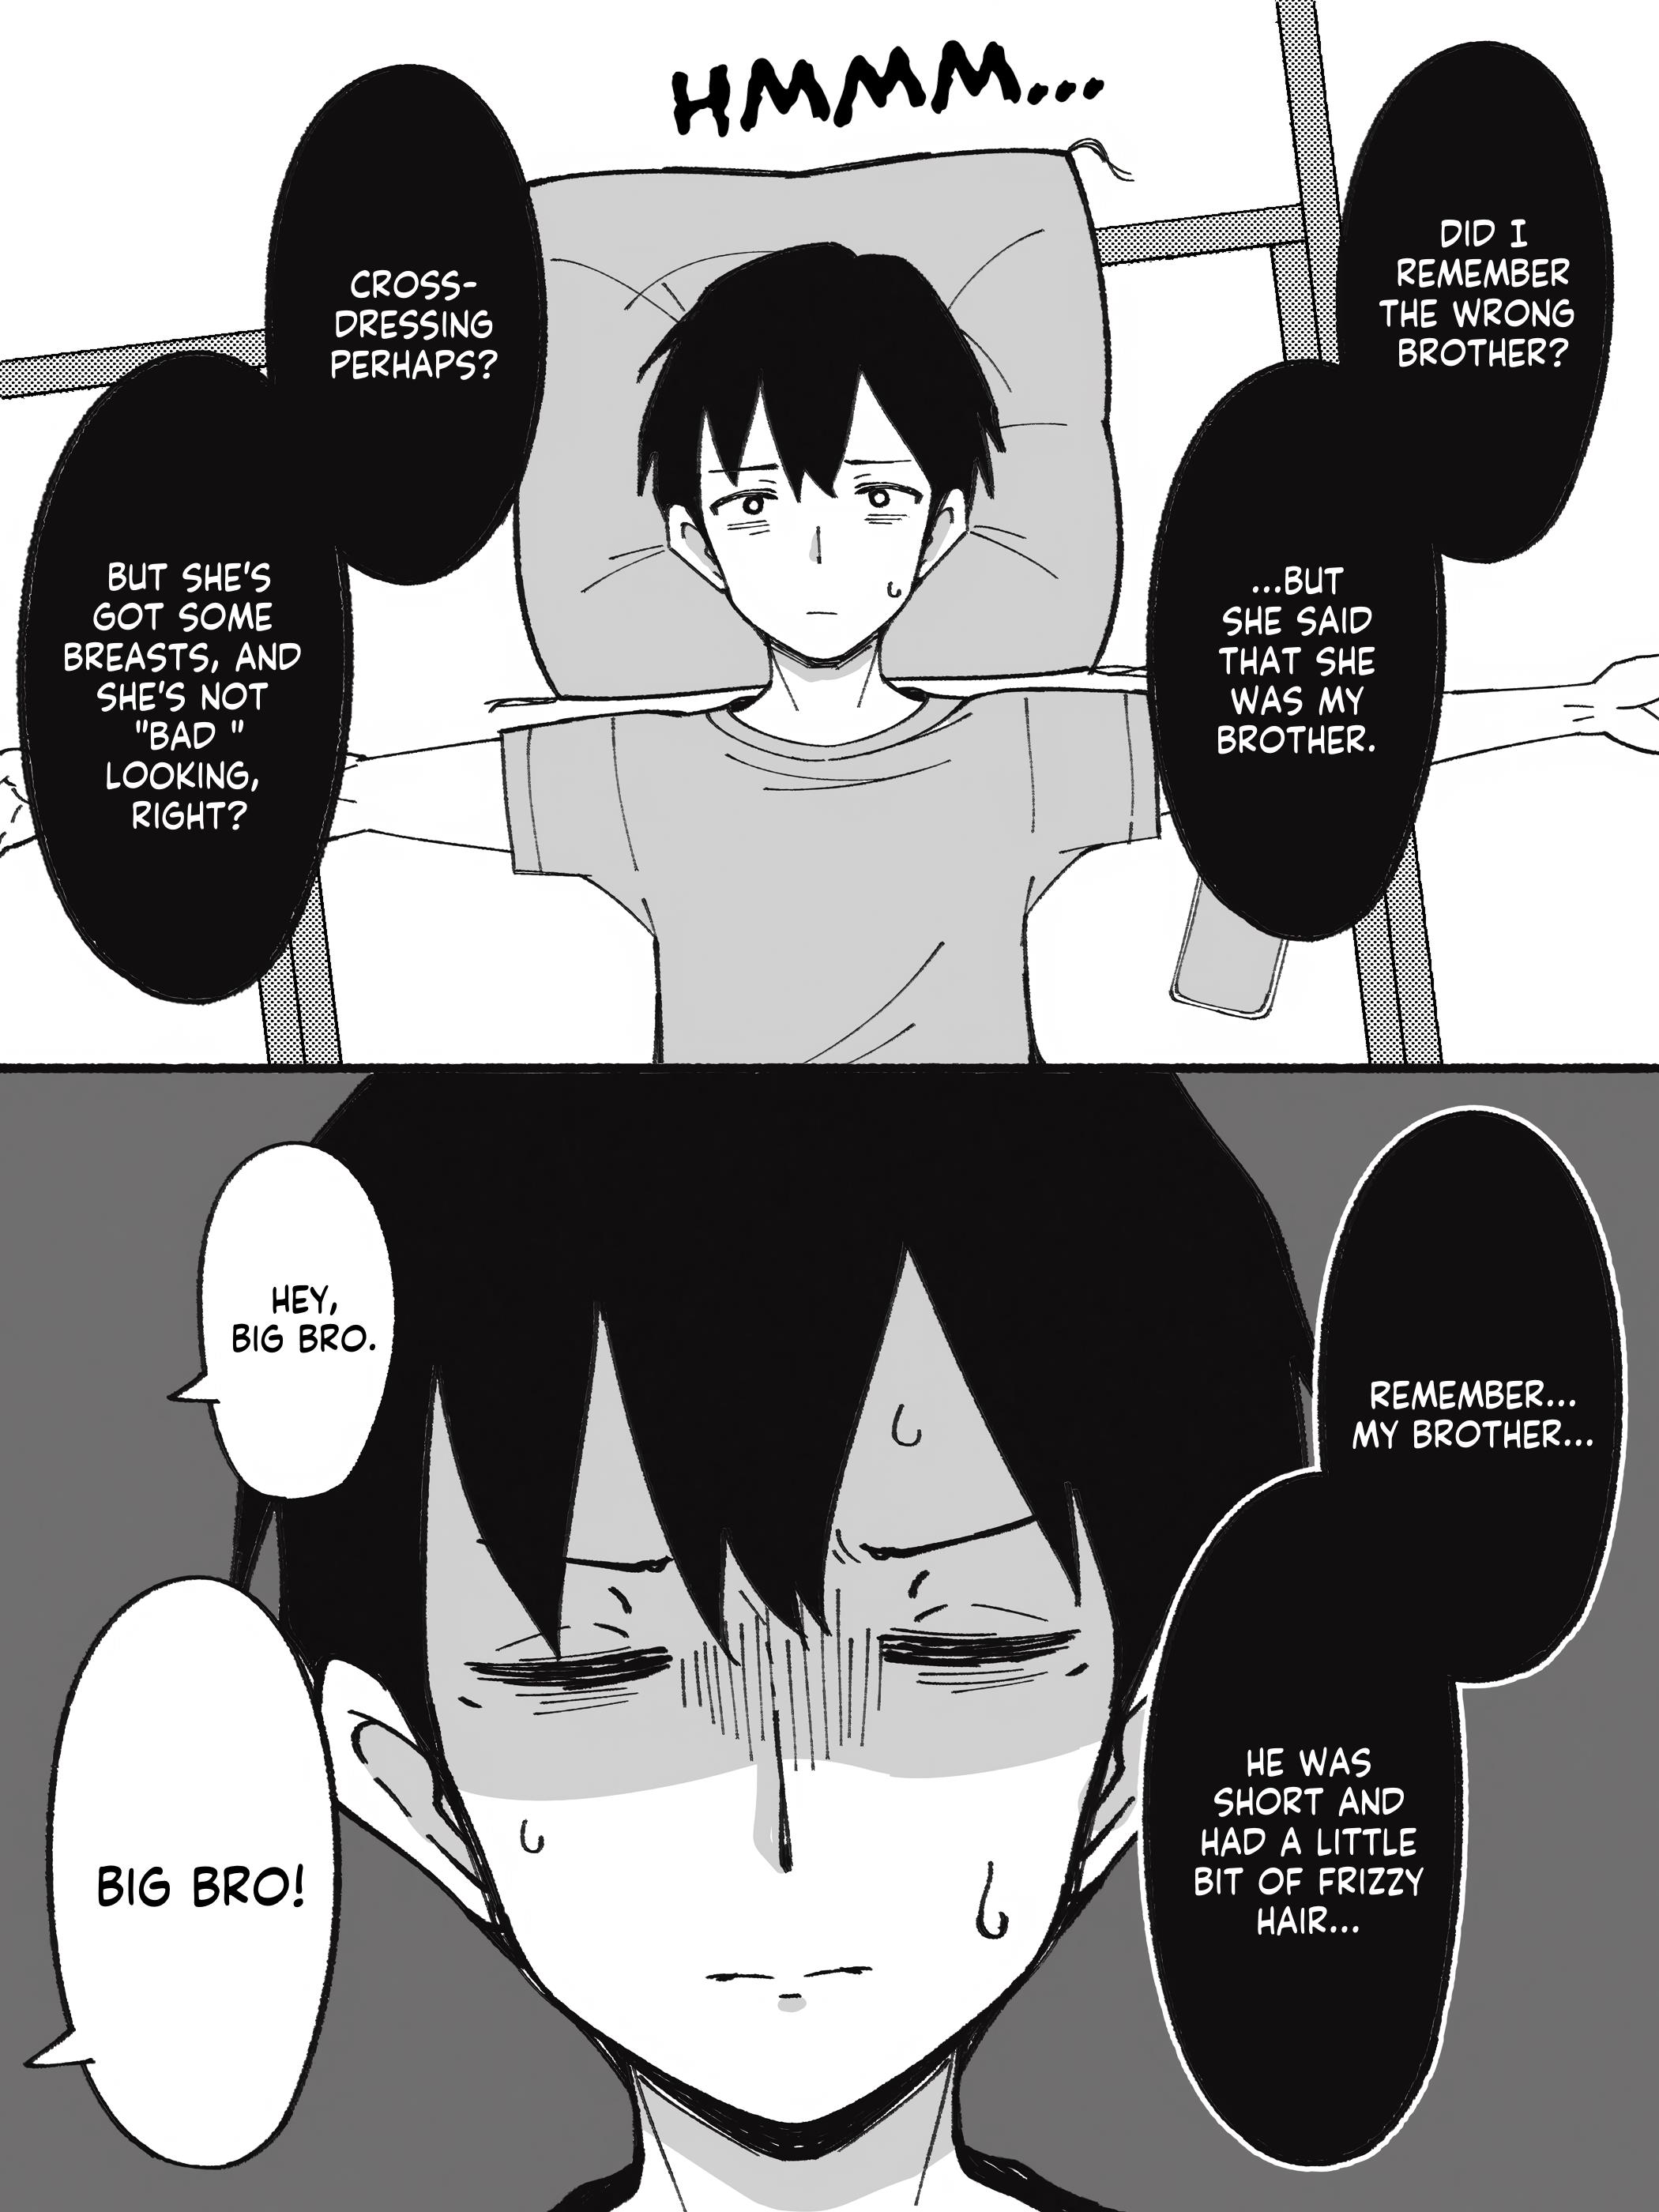 HMMM...
DID I
REMEMBER
THE WRONG
BROTHER?
...BUT
SHE SAID
THAT SHE
WAS MY
BROTHER.
CROSS-
DRESSING
PERHAPS?
BUT SHE'S
GOT SOME
BREASTS, AND
SHE'S NOT
"BAD "
LOOKING,
RIGHT?
REMEMBER...
MY BROTHER...
HE WAS
SHORT AND
HAD A LITTLE
BIT OF FRIZZY
HAIR...
HEY,
BIG BRO.
BIG BRO!